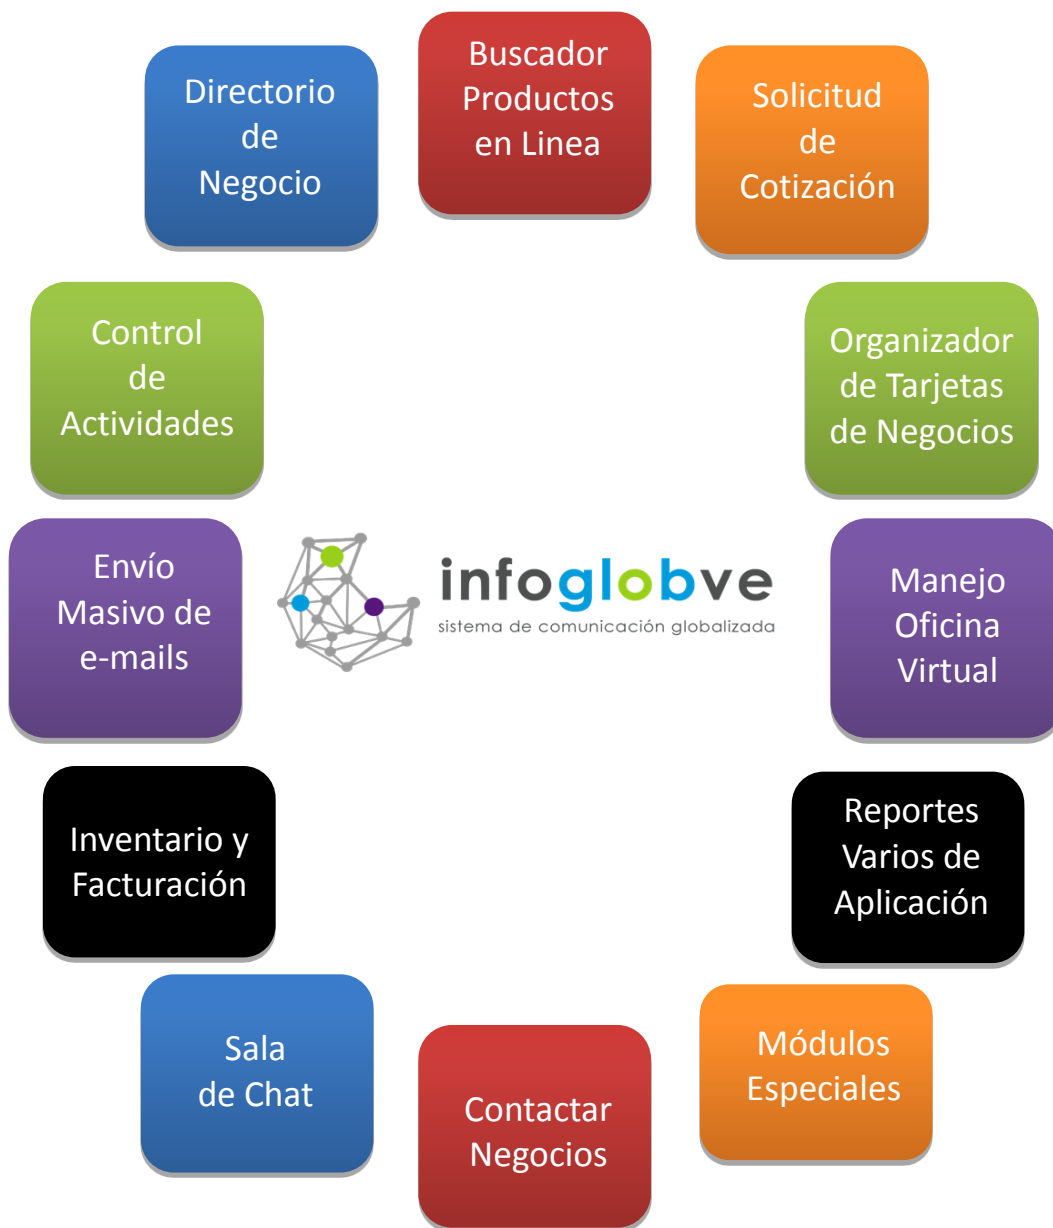 Directorio
de
Negocio
Buscador
Productos
en Linea
Solicitud
de
Cotización
Control
de
Actividades
Organizador
de Tarjetas
de Negocios
Envío
Masivo de
e-mails
infoglobve
sistema de comunicación globalizada
Manejo
Oficina
Virtual
Inventario y
Facturación
Reportes
Varios de
Aplicación
Sala
de Chat
Contactar
Negocios
Módulos
Especiales